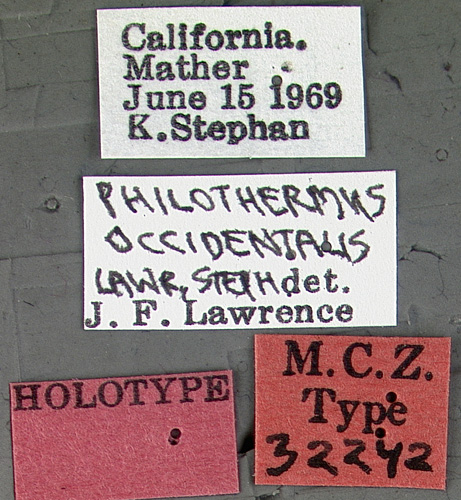 California.
Mather
June 15 1969
K.Stephan
PHILOTHERMUS
OCCIDENTALIS
LAWR, STEPH det.
J. F. Lawrence
HOLOTYPE
M.C.Z.
Type
32242